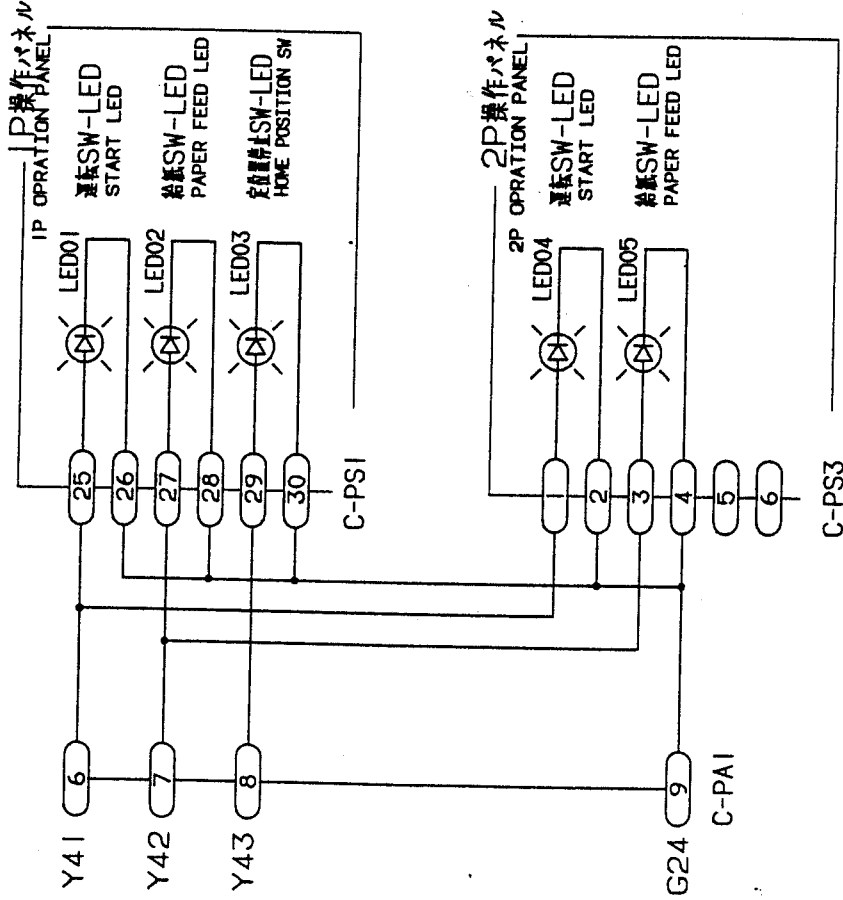 1P操作パネル
1P OPRATION PANEL
運転SW-LED
START LED
LED01
給紙SW-LED
PAPER FEED LED
LED02
定位置停止SW-LED
HOME POSITION SW
LED03
25
26
27
28
29
30
C-PS1
2P操作パネル
2P OPRATION PANEL
運転SW-LED
START LED
LED04
給紙SW-LED
PAPER FEED LED
LED05
1
2
3
4
5
6
C-PS3
Y41
6
Y42
7
Y43
8
G24
9
C-PA1